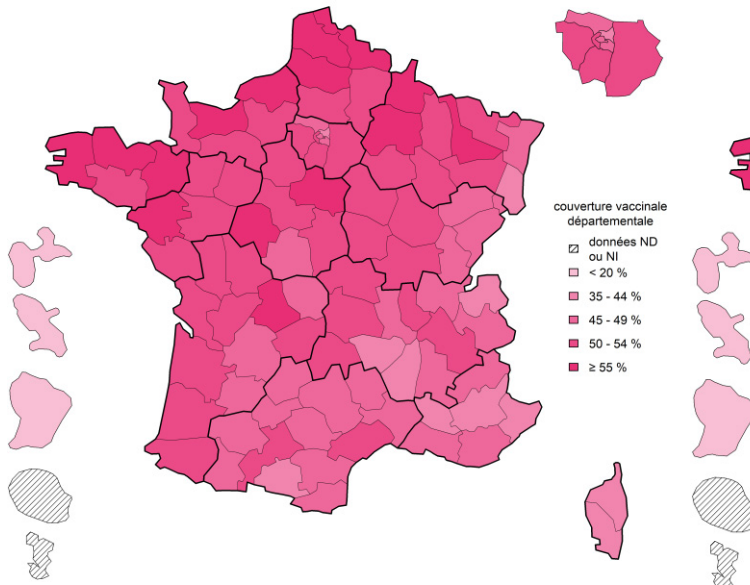 couverture vaccinale
départementale
données ND
ou NI
< 20 %
35 - 44 %
45 - 49 %
50 - 54 %
≥ 55 %